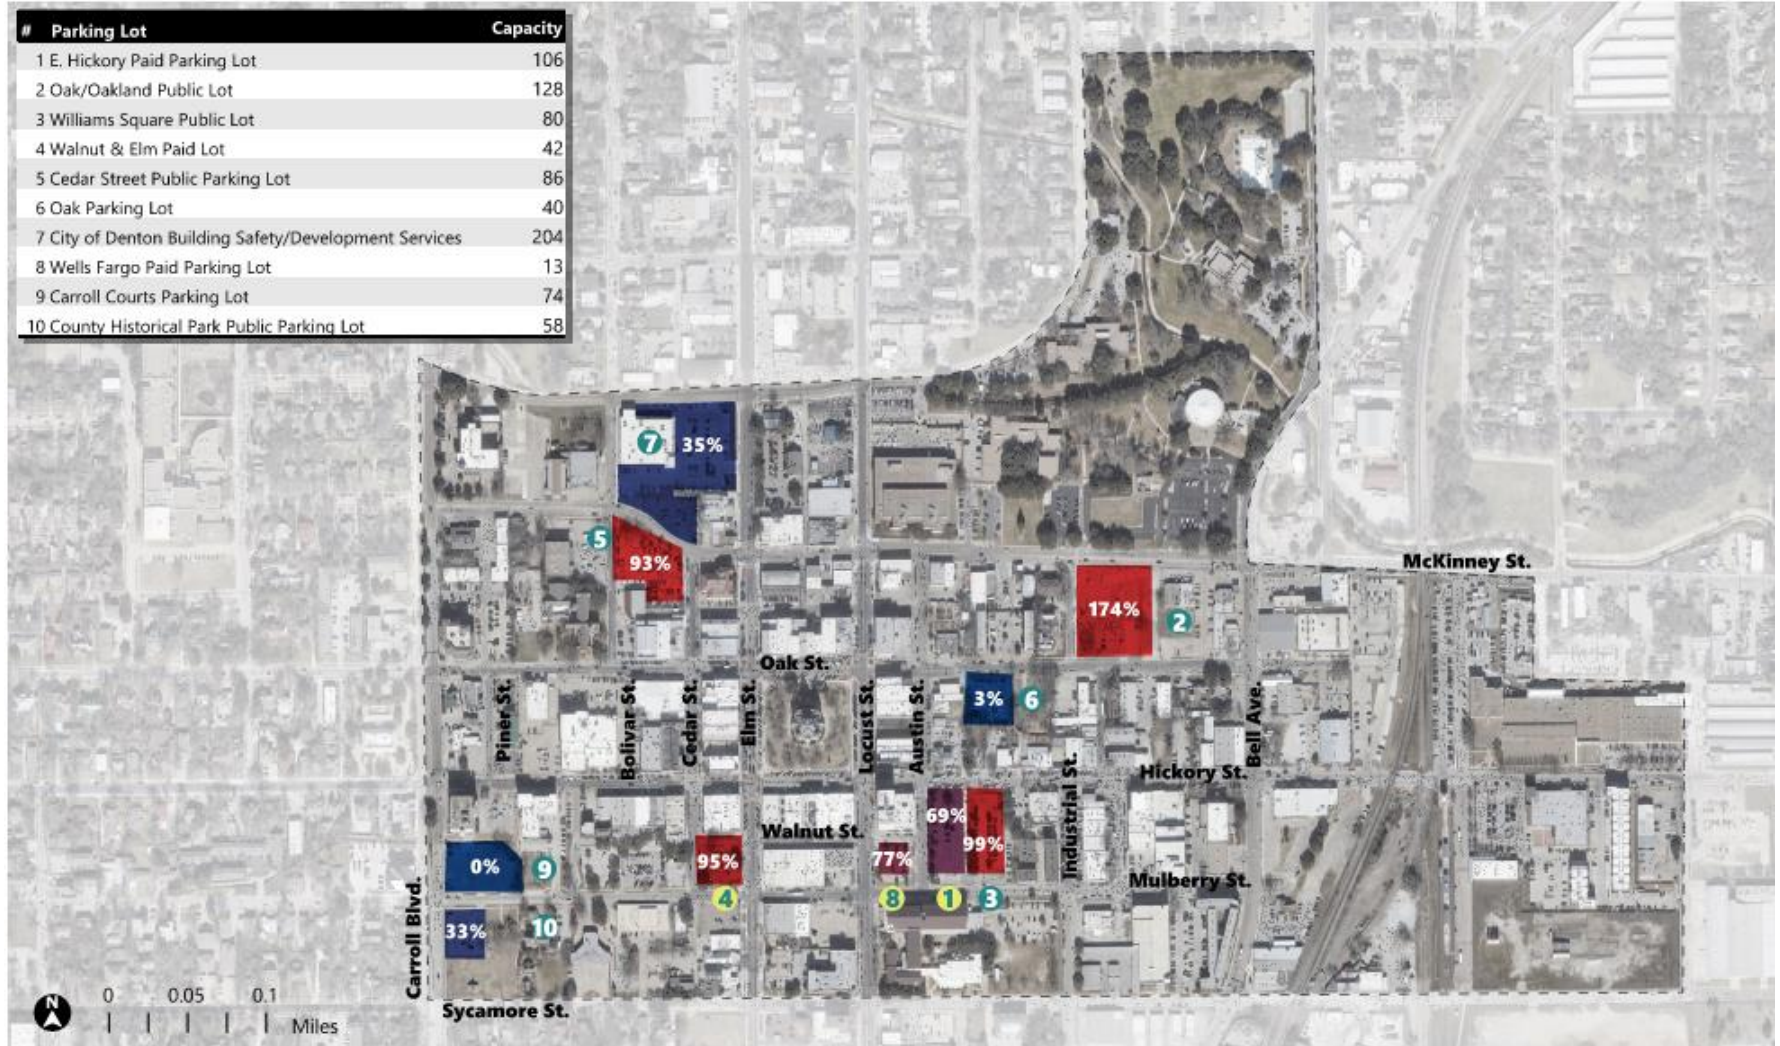 # Parking Lot Capacity
1 E. Hickory Paid Parking Lot 106
2 Oak/Oakland Public Lot 128
3 Williams Square Public Lot 80
4 Walnut & Elm Paid Lot 42
5 Cedar Street Public Parking Lot 86
6 Oak Parking Lot 40
7 City of Denton Building Safety/Development Services 204
8 Wells Fargo Paid Parking Lot 13
9 Carroll Courts Parking Lot 74
10 County Historical Park Public Parking Lot 58
7 35%
5
93%
McKinney St.
174%
2
Oak St.
3% 6
Piner St.
Bolivar St.
Cedar St.
Elm St.
Locust St.
Austin St.
Bell Ave.
Hickory St.
Industrial St.
69%
Walnut St.
99%
0% 9
95%
77%
Mulberry St.
4
8
1
3
Carroll Blvd.
33%
10
Sycamore St.
N
0 0.05 0.1
Miles